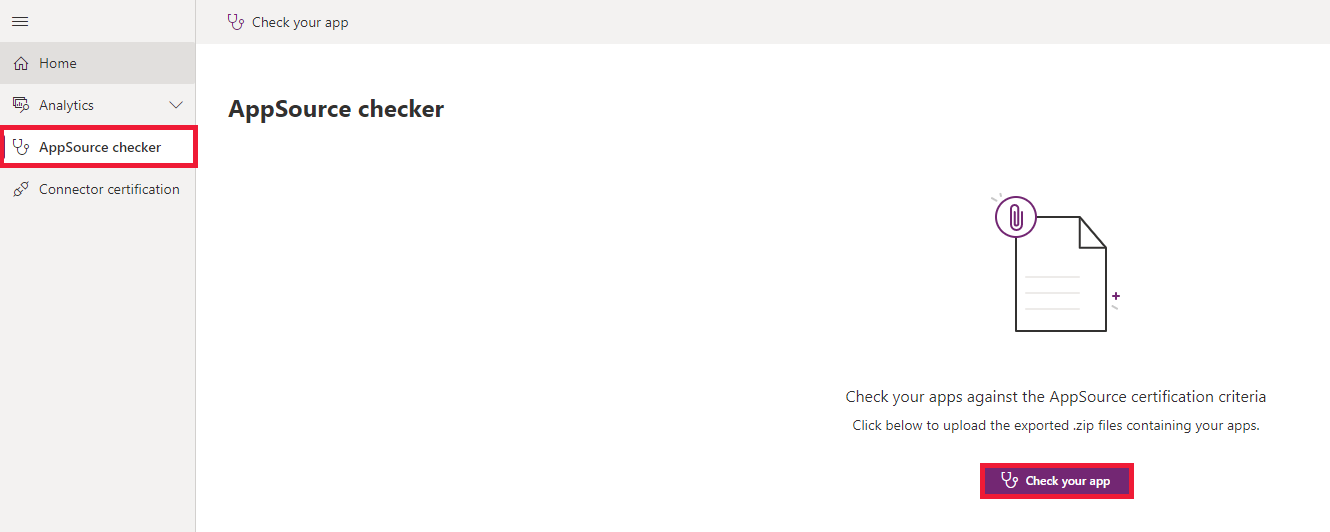 Check your app
Home
Analytics
AppSource checker
Connector certification
AppSource checker
Check your apps against the AppSource certification criteria
Click below to upload the exported .zip files containing your apps.
Check your app